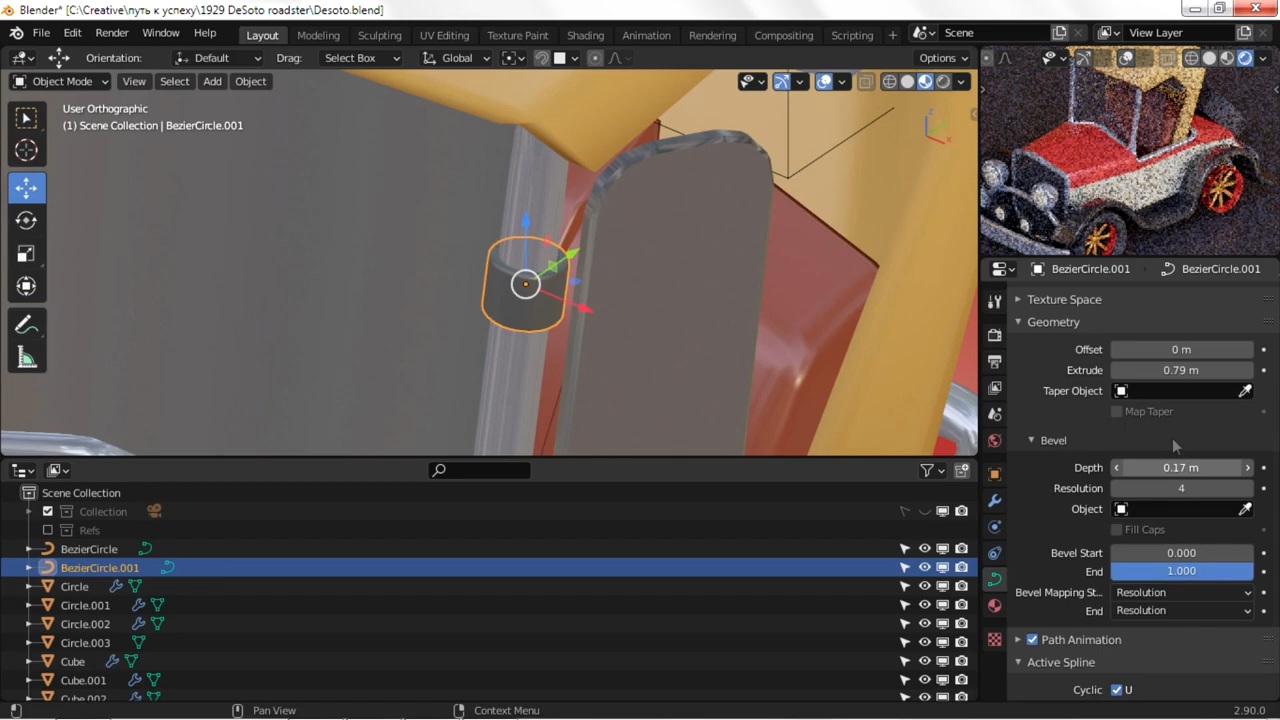 Blender* [C:\Creative\путь к успеху\1929 DeSoto roadster\Desoto.blend]
File Edit Render Window Help Layout Modeling Sculpting UV Editing Texture Paint Shading Animation Rendering Compositing Scripting + Scene View Layer
Orientation: Default Drag: Select Box Global Options
Object Mode View Select Add Object
User Orthographic
(1) Scene Collection | BezierCircle.001
Z
Y
X
BezierCircle.001 BezierCircle.001
Texture Space
Geometry
Offset 0 m
Extrude 0.79 m
Taper Object
Map Taper
Bevel
Depth 0.17 m
Resolution 4
Object
Fill Caps
Bevel Start 0.000
End 1.000
Bevel Mapping St... Resolution
End Resolution
Path Animation
Active Spline
Cyclic U
Scene Collection
Collection
Refs
BezierCircle
BezierCircle.001
Circle
Circle.001
Circle.002
Circle.003
Cube
Cube.001
Cube.002
Pan View Context Menu 2.90.0